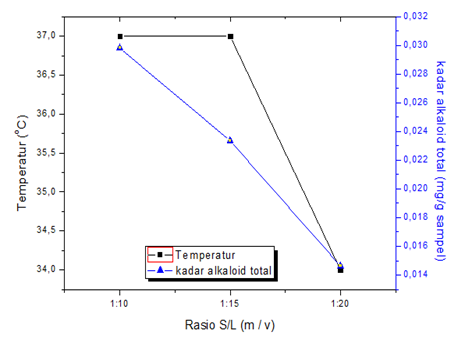 37,0
36,5
36,0
35,5
35,0
34,5
34,0
Temperatur (°C)
0,032
0,030
0,028
0,026
0,024
0,022
0,020
0,018
0,016
0,014
kadar alkaloid total (mg/g sampel)
Temperatur
kadar alkaloid total
1:10 1:15 1:20
Rasio S/L (m / v)